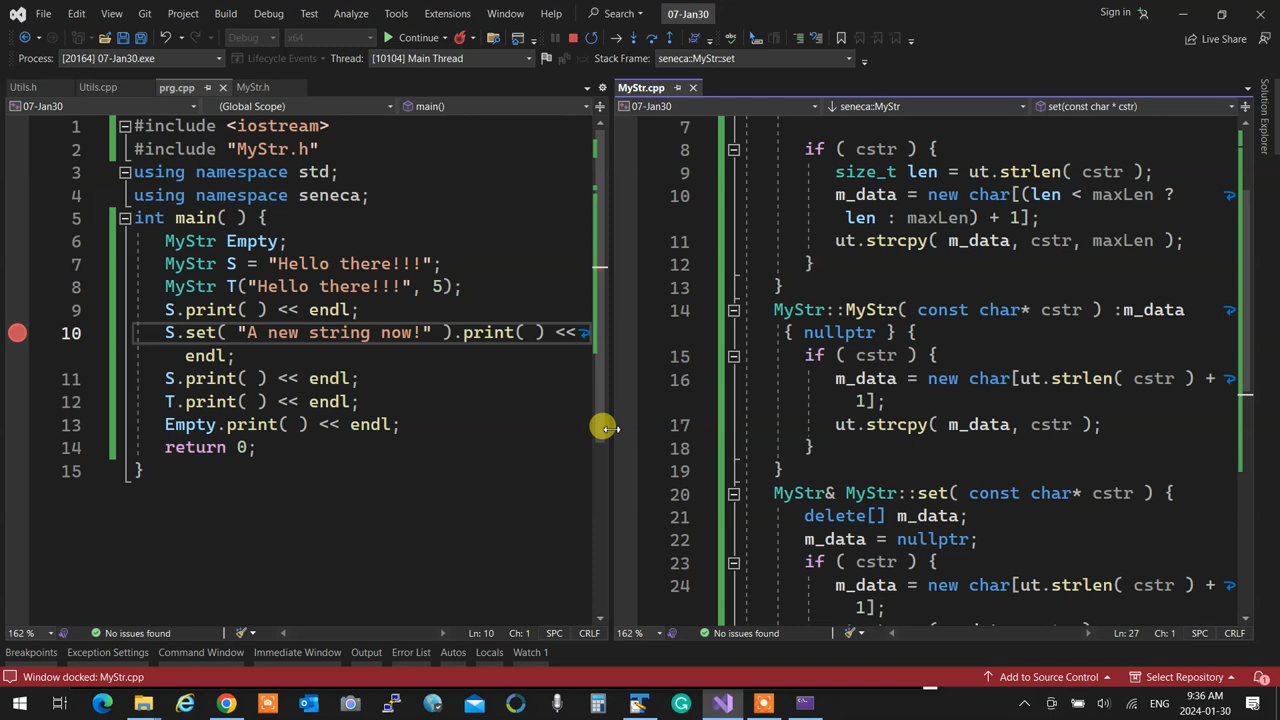 File Edit View Git Project Build Debug Test Analyze Tools Extensions Window Help Search 07-Jan30 Sign in
Debug x64 Continue Live Share
Process: [20164] 07-Jan30.exe Lifecycle Events Thread: [10104] Main Thread Stack Frame: seneca::MyStr::set
Utils.h Utils.cpp prg.cpp MyStr.h
07-Jan30 (Global Scope) main()
1 #include <iostream>
2 #include "MyStr.h"
3 using namespace std;
4 using namespace seneca;
5 int main( ) {
6 MyStr Empty;
7 MyStr S = "Hello there!!!";
8 MyStr T("Hello there!!!", 5);
9 S.print( ) << endl;
10 S.set( "A new string now!" ).print( ) <<
endl;
11 S.print( ) << endl;
12 T.print( ) << endl;
13 Empty.print( ) << endl;
14 return 0;
15 }
162 % No issues found Ln: 10 Ch: 1 SPC CRLF
MyStr.cpp
07-Jan30 seneca::MyStr set(const char * cstr)
7
8 if ( cstr ) {
9 size_t len = ut.strlen( cstr );
10 m_data = new char[(len < maxLen ?
len : maxLen) + 1];
11 ut.strcpy( m_data, cstr, maxLen );
12 }
13 }
14 MyStr::MyStr( const char* cstr ) :m_data
{ nullptr } {
15 if ( cstr ) {
16 m_data = new char[ut.strlen( cstr ) +
1];
17 ut.strcpy( m_data, cstr );
18 }
19 }
20 MyStr& MyStr::set( const char* cstr ) {
21 delete[] m_data;
22 m_data = nullptr;
23 if ( cstr ) {
24 m_data = new char[ut.strlen( cstr ) +
1];
162 % No issues found Ln: 27 Ch: 1 SPC CRLF
Diagnostic Tools
Breakpoints Exception Settings Command Window Immediate Window Output Error List Autos Locals Watch 1
Window docked: MyStr.cpp Add to Source Control Select Repository 1
ENG 9:36 AM
2024-01-30